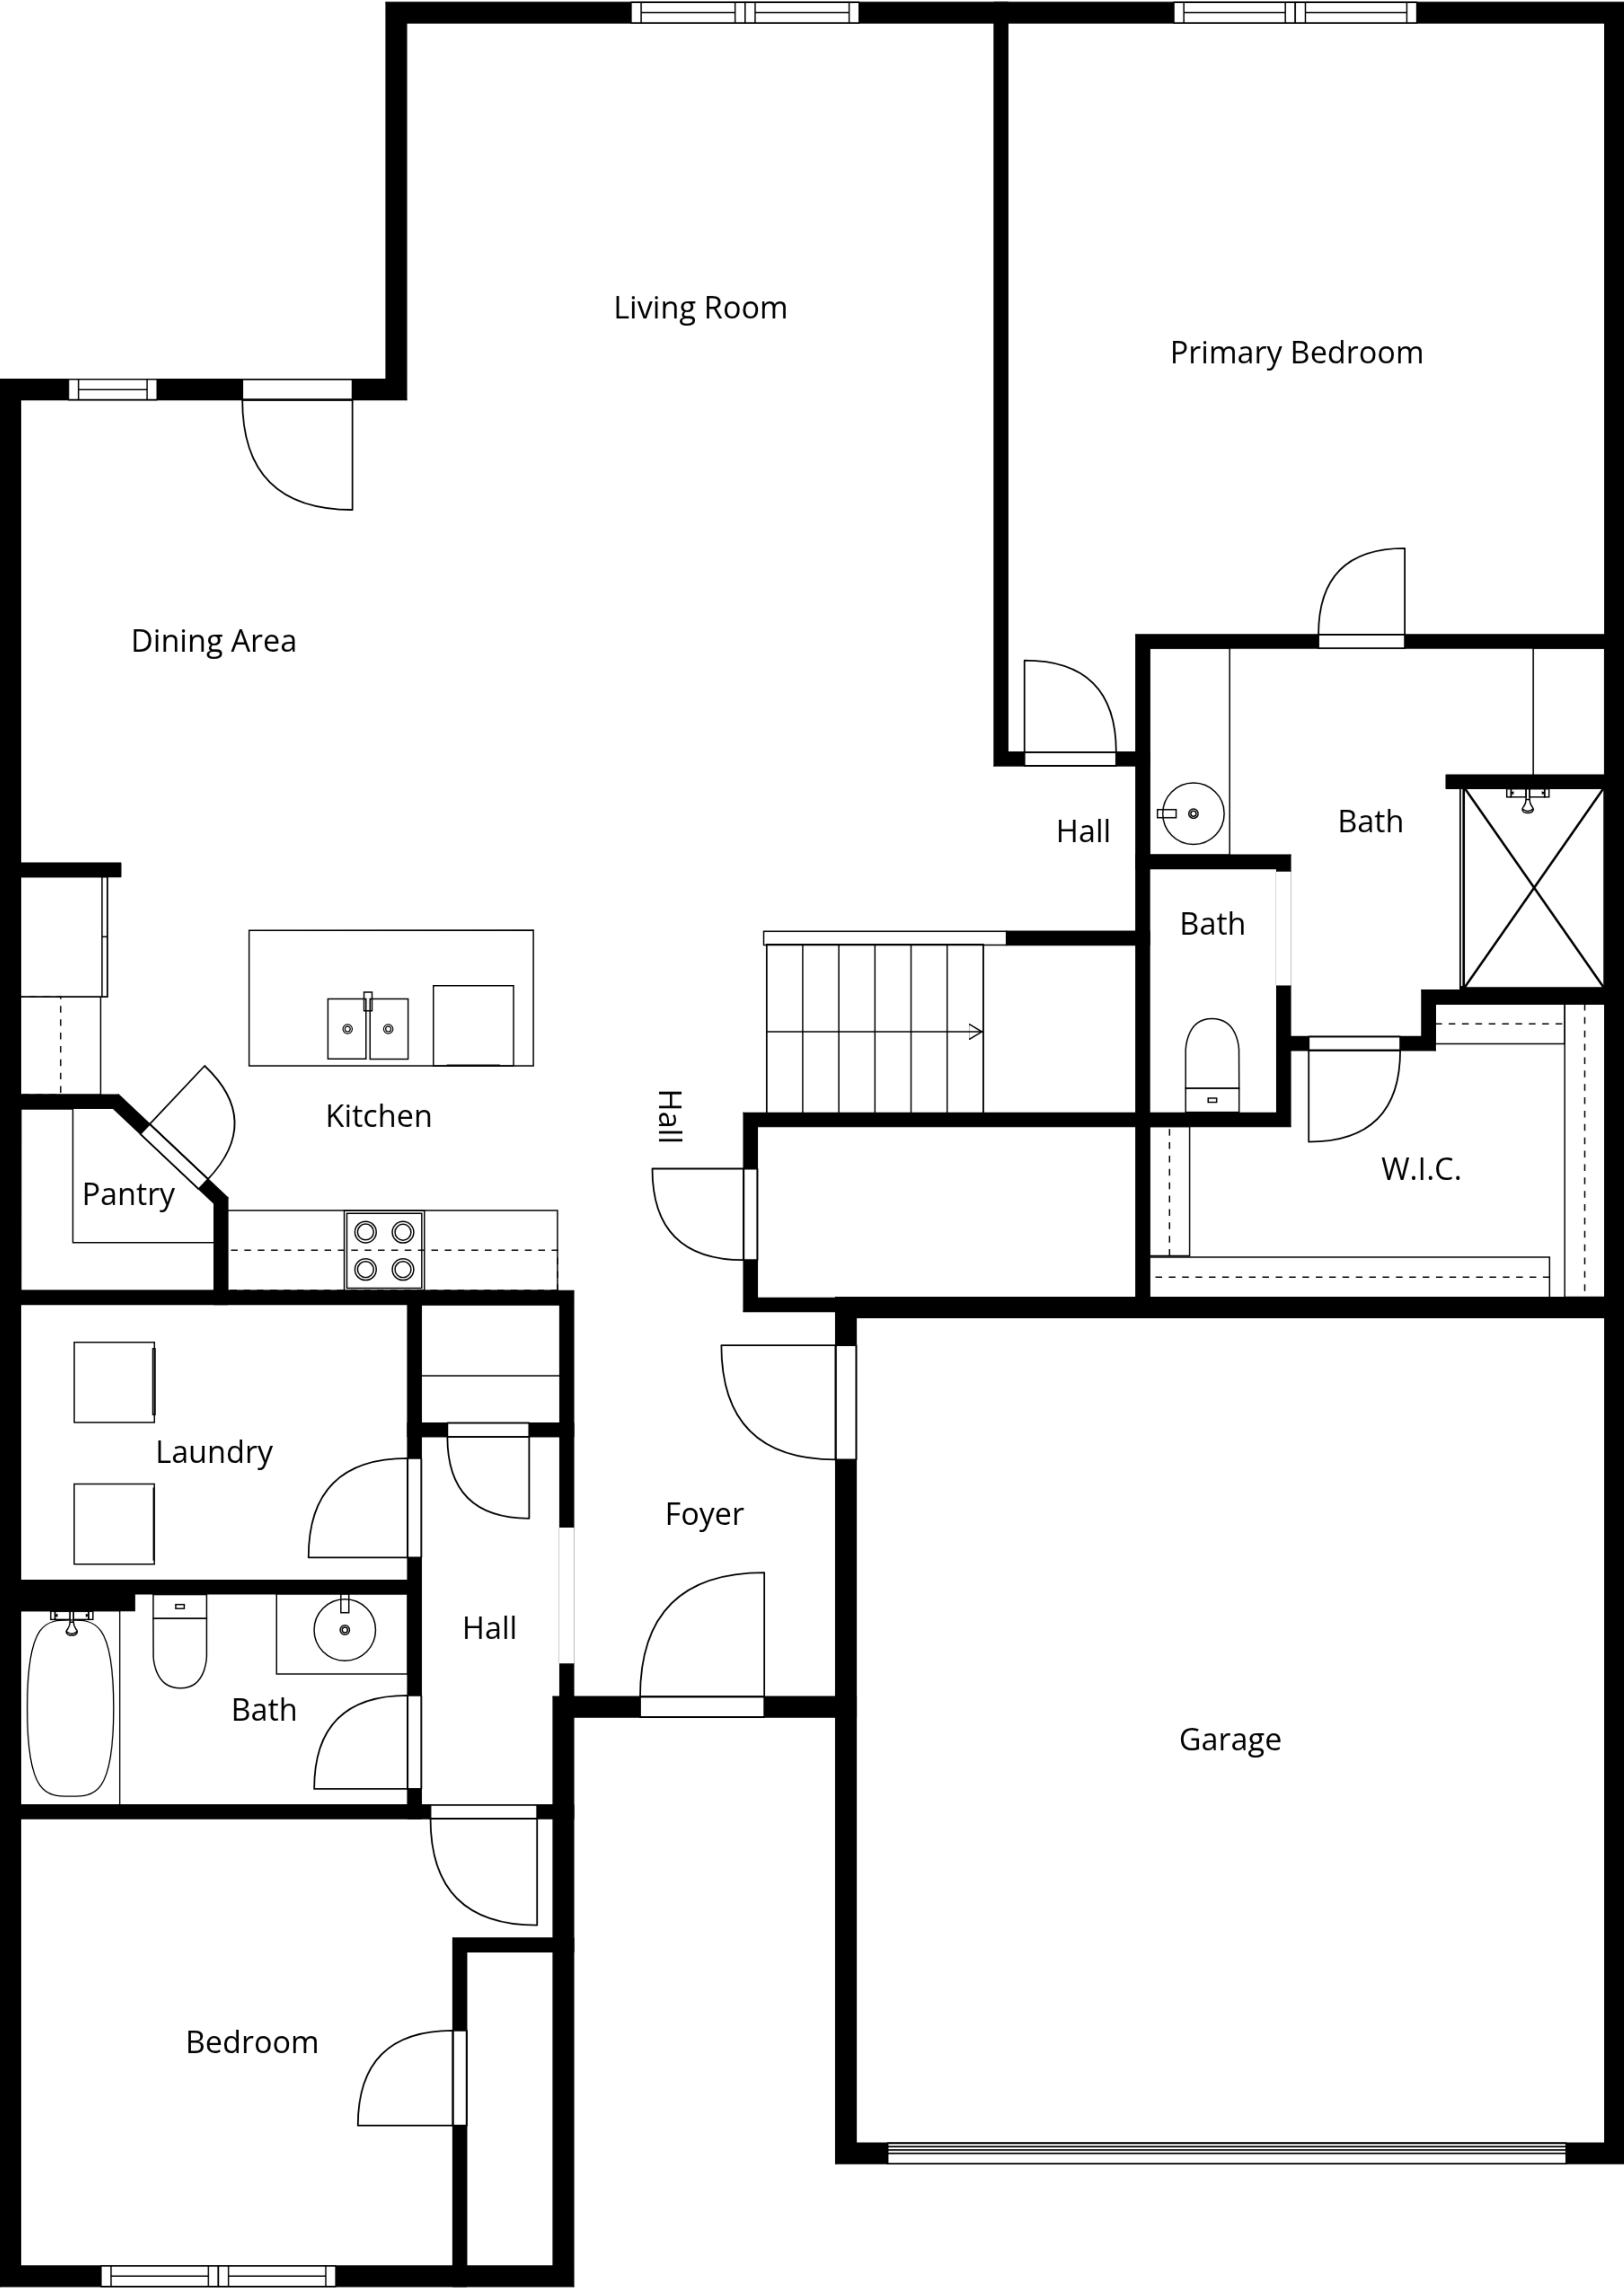 Living Room
Primary Bedroom
Dining Area
Bath
Hall
Bath
Kitchen
Hall
W.I.C.
Pantry
Laundry
Foyer
Hall
Bath
Garage
Bedroom